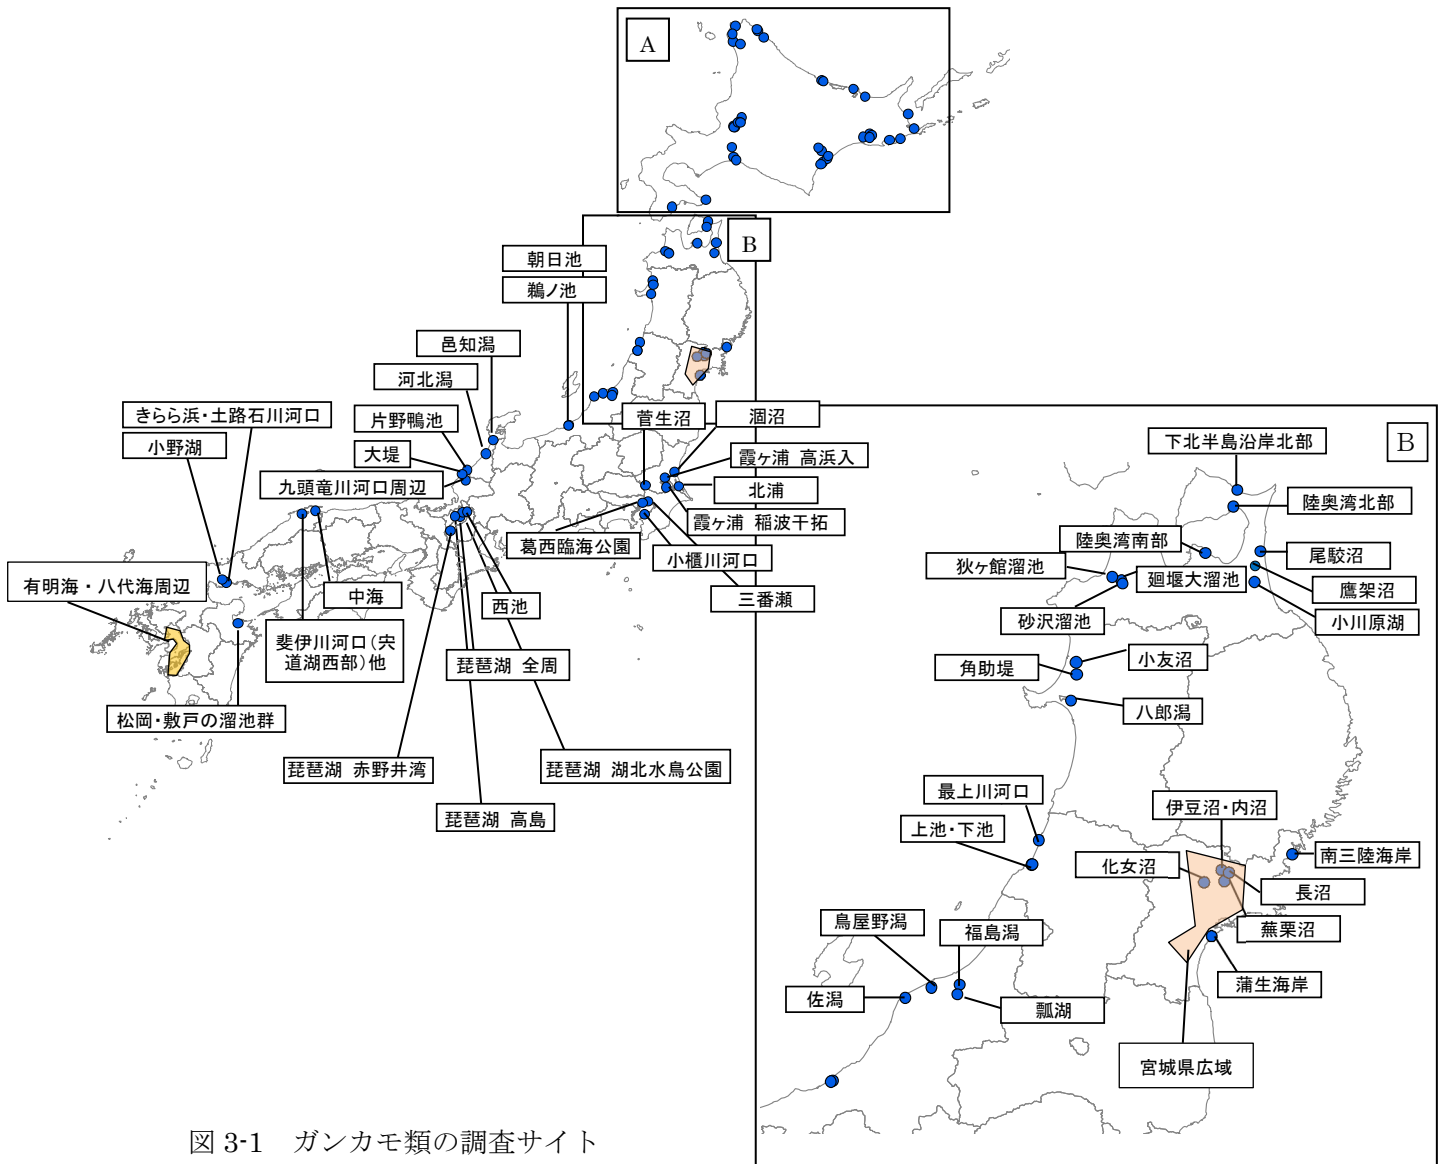 A
B
朝日池
鵜ノ池
邑知潟
河北潟
片野鴨池
大堤
九頭竜川河口周辺
きらら浜・土路石川河口
小野湖
有明海・八代海周辺
松岡・敷戸の溜池群
中海
斐伊川河口(宍
道湖西部)他
西池
琵琶湖 全周
琵琶湖 赤野井湾
琵琶湖 湖北水鳥公園
琵琶湖 高島
菅生沼
涸沼
霞ヶ浦 高浜入
北浦
霞ヶ浦 稲波干拓
葛西臨海公園
小櫃川河口
三番瀬
B
下北半島沿岸北部
陸奥湾北部
陸奥湾南部
尾駮沼
狄ヶ館溜池
廻堰大溜池
鷹架沼
砂沢溜池
小川原湖
小友沼
角助堤
八郎潟
最上川河口
上池・下池
伊豆沼・内沼
南三陸海岸
化女沼
長沼
蕪栗沼
蒲生海岸
鳥屋野潟
福島潟
佐潟
瓢湖
宮城県広域
図 3-1 ガンカモ類の調査サイト